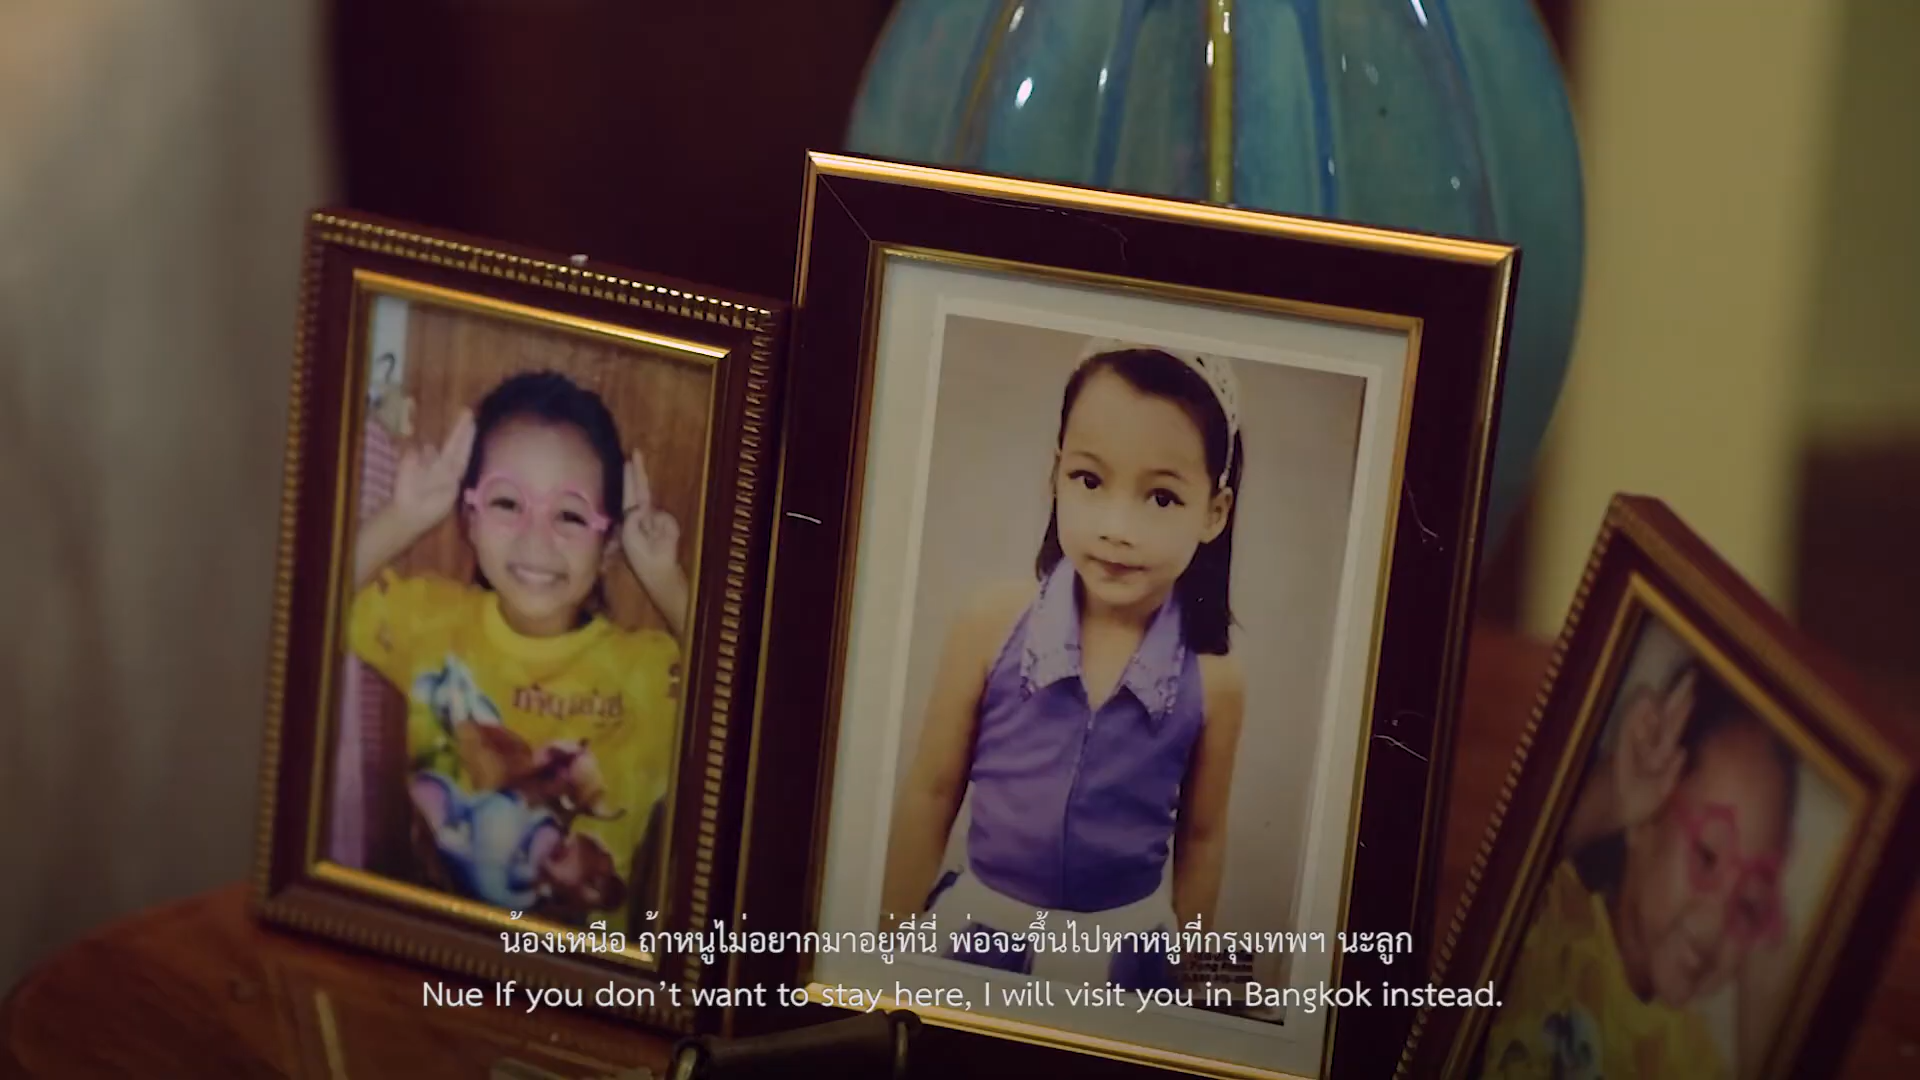 น้องเหนือ ถ้าหนูไม่อยากมาอยู่ที่นี่ พ่อจะขึ้นไปหาหนูที่กรุงเทพฯ นะลูก
Nue If you don't want to stay here, I will visit you in Bangkok instead.